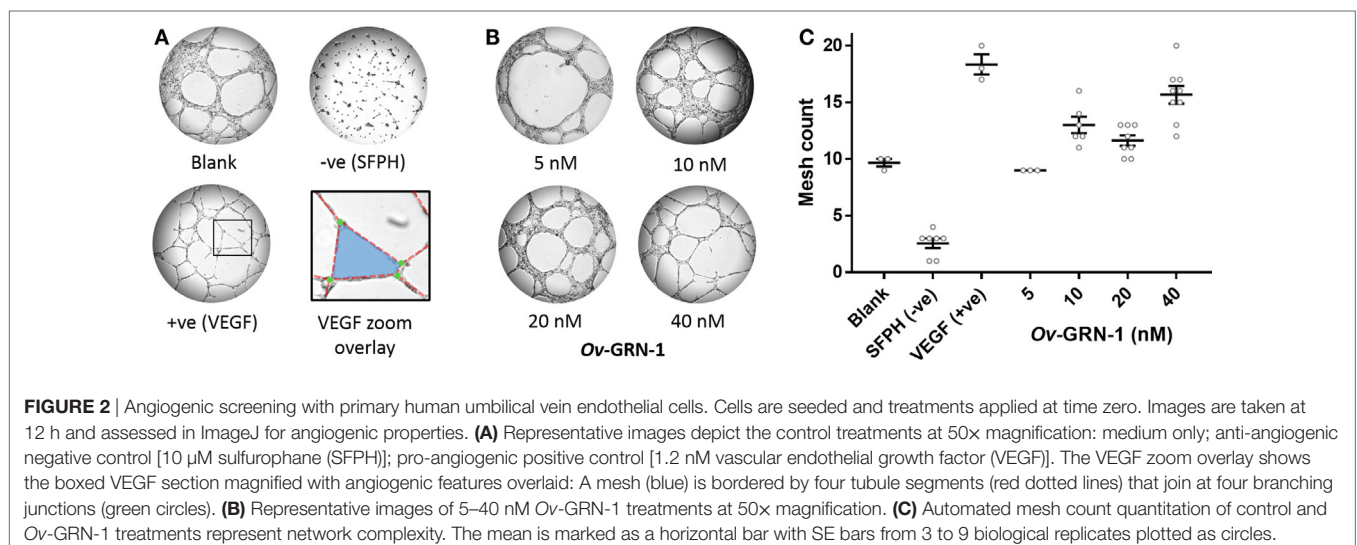 A
B
C
Blank
-ve (SFPH)
+ve (VEGF)
VEGF zoom
overlay
5 nM
10 nM
20 nM
40 nM
Ov-GRN-1
20
15
10
5
0
Mesh count
Blank
SFPH (-ve)
VEGF (+ve)
5
10
20
40
Ov-GRN-1 (nM)
FIGURE 2 | Angiogenic screening with primary human umbilical vein endothelial cells. Cells are seeded and treatments applied at time zero. Images are taken at
12 h and assessed in ImageJ for angiogenic properties. (A) Representative images depict the control treatments at 50× magnification: medium only; anti-angiogenic
negative control [10 μM sulfurophane (SFPH)]; pro-angiogenic positive control [1.2 nM vascular endothelial growth factor (VEGF)]. The VEGF zoom overlay shows
the boxed VEGF section magnified with angiogenic features overlaid: A mesh (blue) is bordered by four tubule segments (red dotted lines) that join at four branching
junctions (green circles). (B) Representative images of 5–40 nM Ov-GRN-1 treatments at 50× magnification. (C) Automated mesh count quantitation of control and
Ov-GRN-1 treatments represent network complexity. The mean is marked as a horizontal bar with SE bars from 3 to 9 biological replicates plotted as circles.